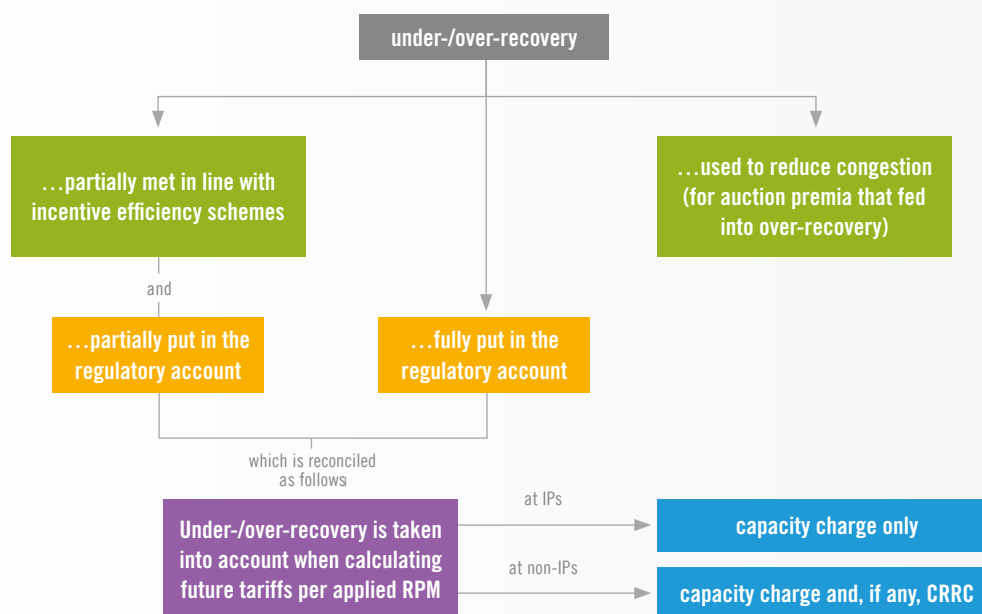 under-/over-recovery
…partially met in line with
incentive efficiency schemes
…used to reduce congestion
(for auction premia that fed
into over-recovery)
and
…partially put in the
regulatory account
…fully put in the
regulatory account
which is reconciled
as follows:
Under-/over-recovery is taken
into account when calculating
future tariffs per applied RPM
at IPs
capacity charge only
at non-IPs
capacity charge and, if any, CRRC